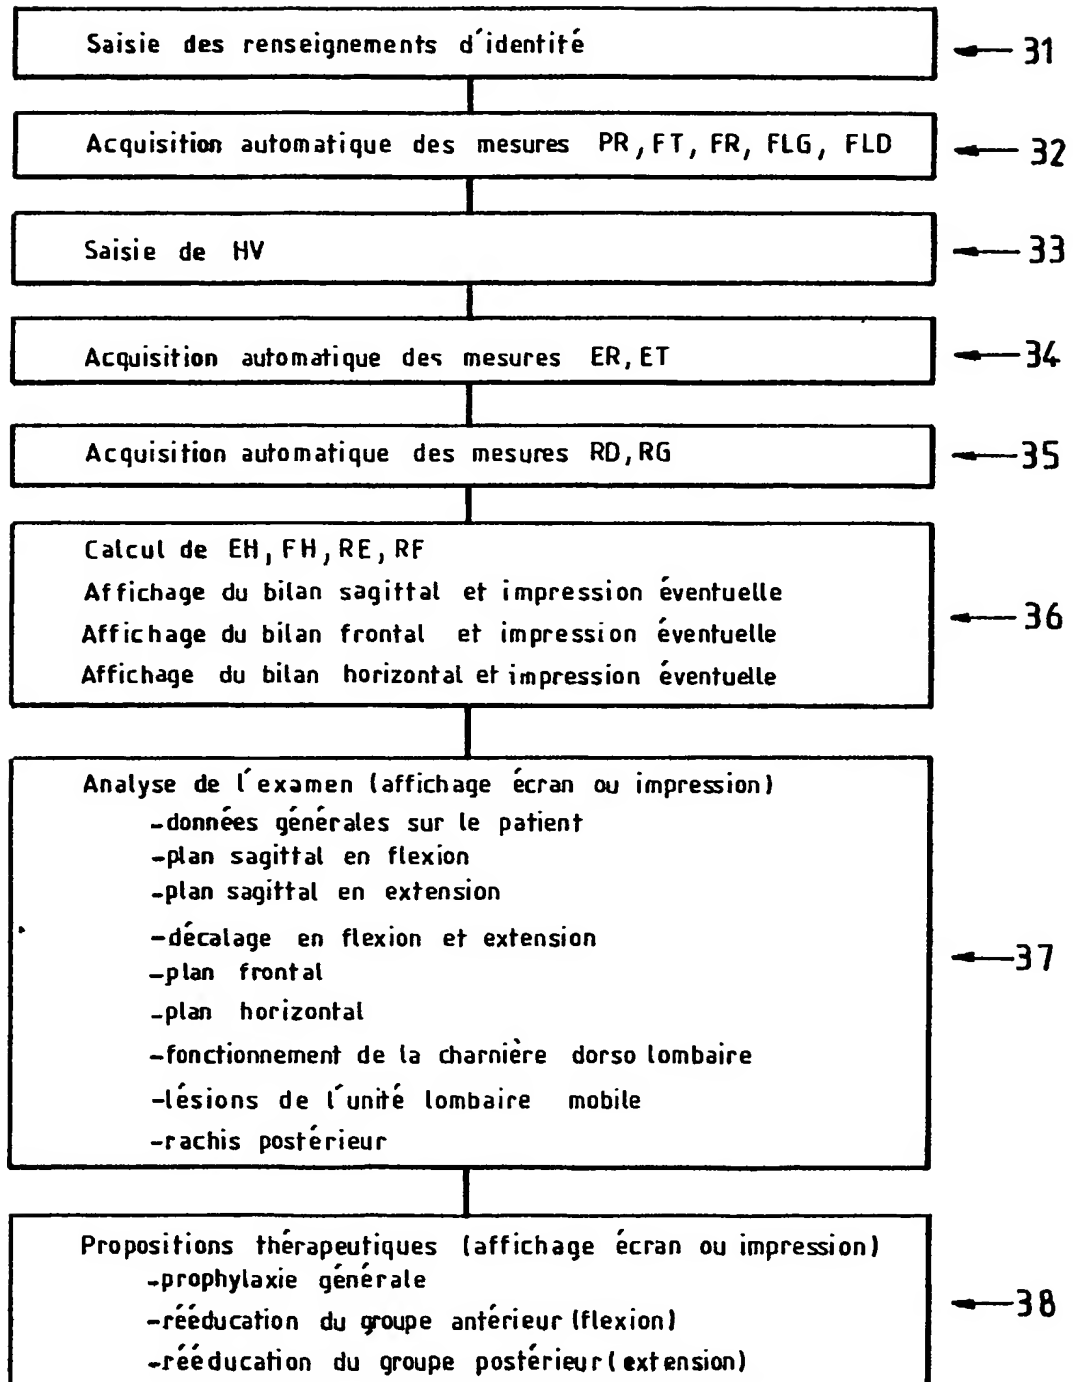 Saisie des renseignements d'identité
31
Acquisition automatique des mesures PR, FT, FR, FLG, FLD
32
Saisie de HV
33
Acquisition automatique des mesures ER, ET
34
Acquisition automatique des mesures RD, RG
35
Calcul de EH, FH, RE, RF
Affichage du bilan sagittal et impression éventuelle
Affichage du bilan frontal et impression éventuelle
Affichage du bilan horizontal et impression éventuelle
36
Analyse de l'examen (affichage écran ou impression)
-données générales sur le patient
-plan sagittal en flexion
-plan sagittal en extension
-décalage en flexion et extension
-plan frontal
-plan horizontal
-fonctionnement de la charnière dorso lombaire
-lésions de l'unité lombaire mobile
-rachis postérieur
37
Propositions thérapeutiques (affichage écran ou impression)
-prophylaxie générale
-rééducation du groupe antérieur (flexion)
-rééducation du groupe postérieur (extension)
38